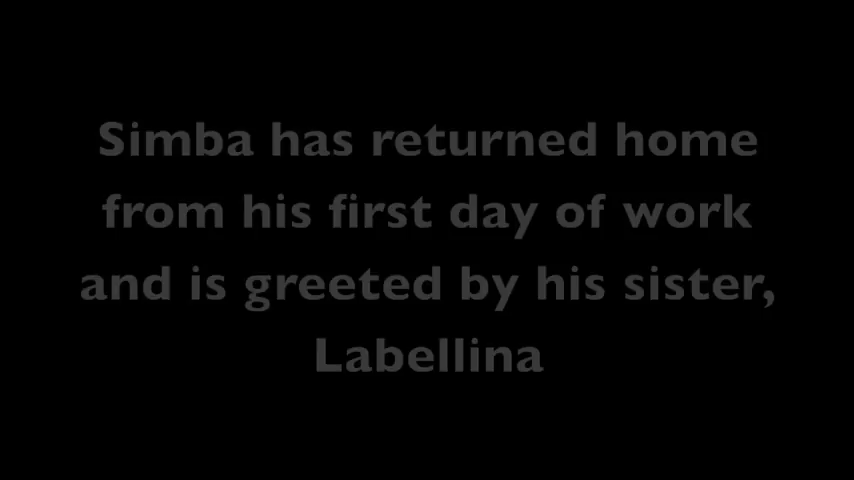 Simba has returned home
from his first day of work
and is greeted by his sister,
Labellina